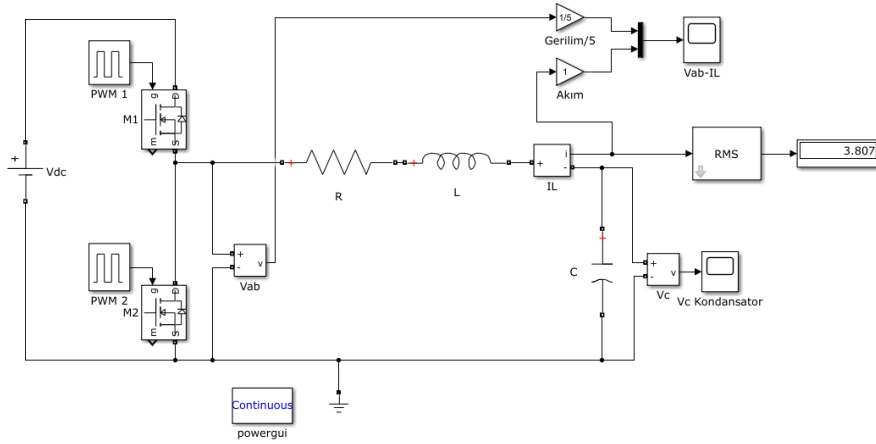 1/5
Gerilim/5
Vab-IL
PWM 1
1
Akım
g
D
M1
m
S
+
Vdc
+
+
+
i
-
IL
RMS
3.807
R
L
+
-
v
Vab
+
C
+
-
v
Vc
Vc Kondansator
PWM 2
g
D
M2
m
S
Continuous
powergui